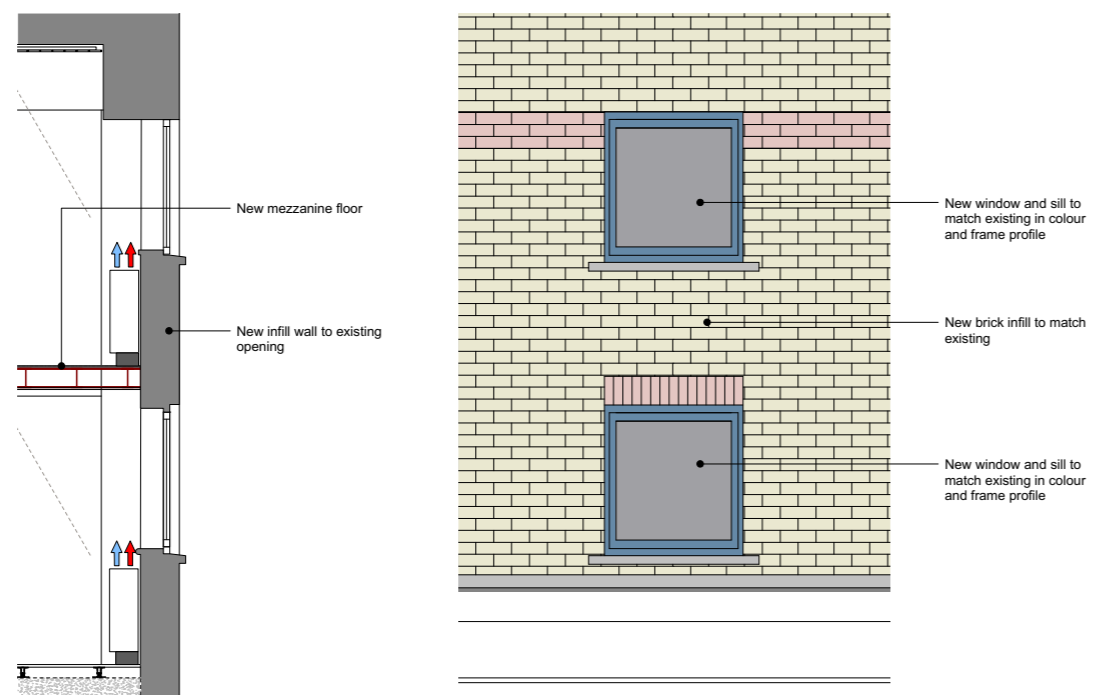 New mezzanine floor
New infill wall to existing
opening
New window and sill to
match existing in colour
and frame profile
New brick infill to match
existing
New window and sill to
match existing in colour
and frame profile